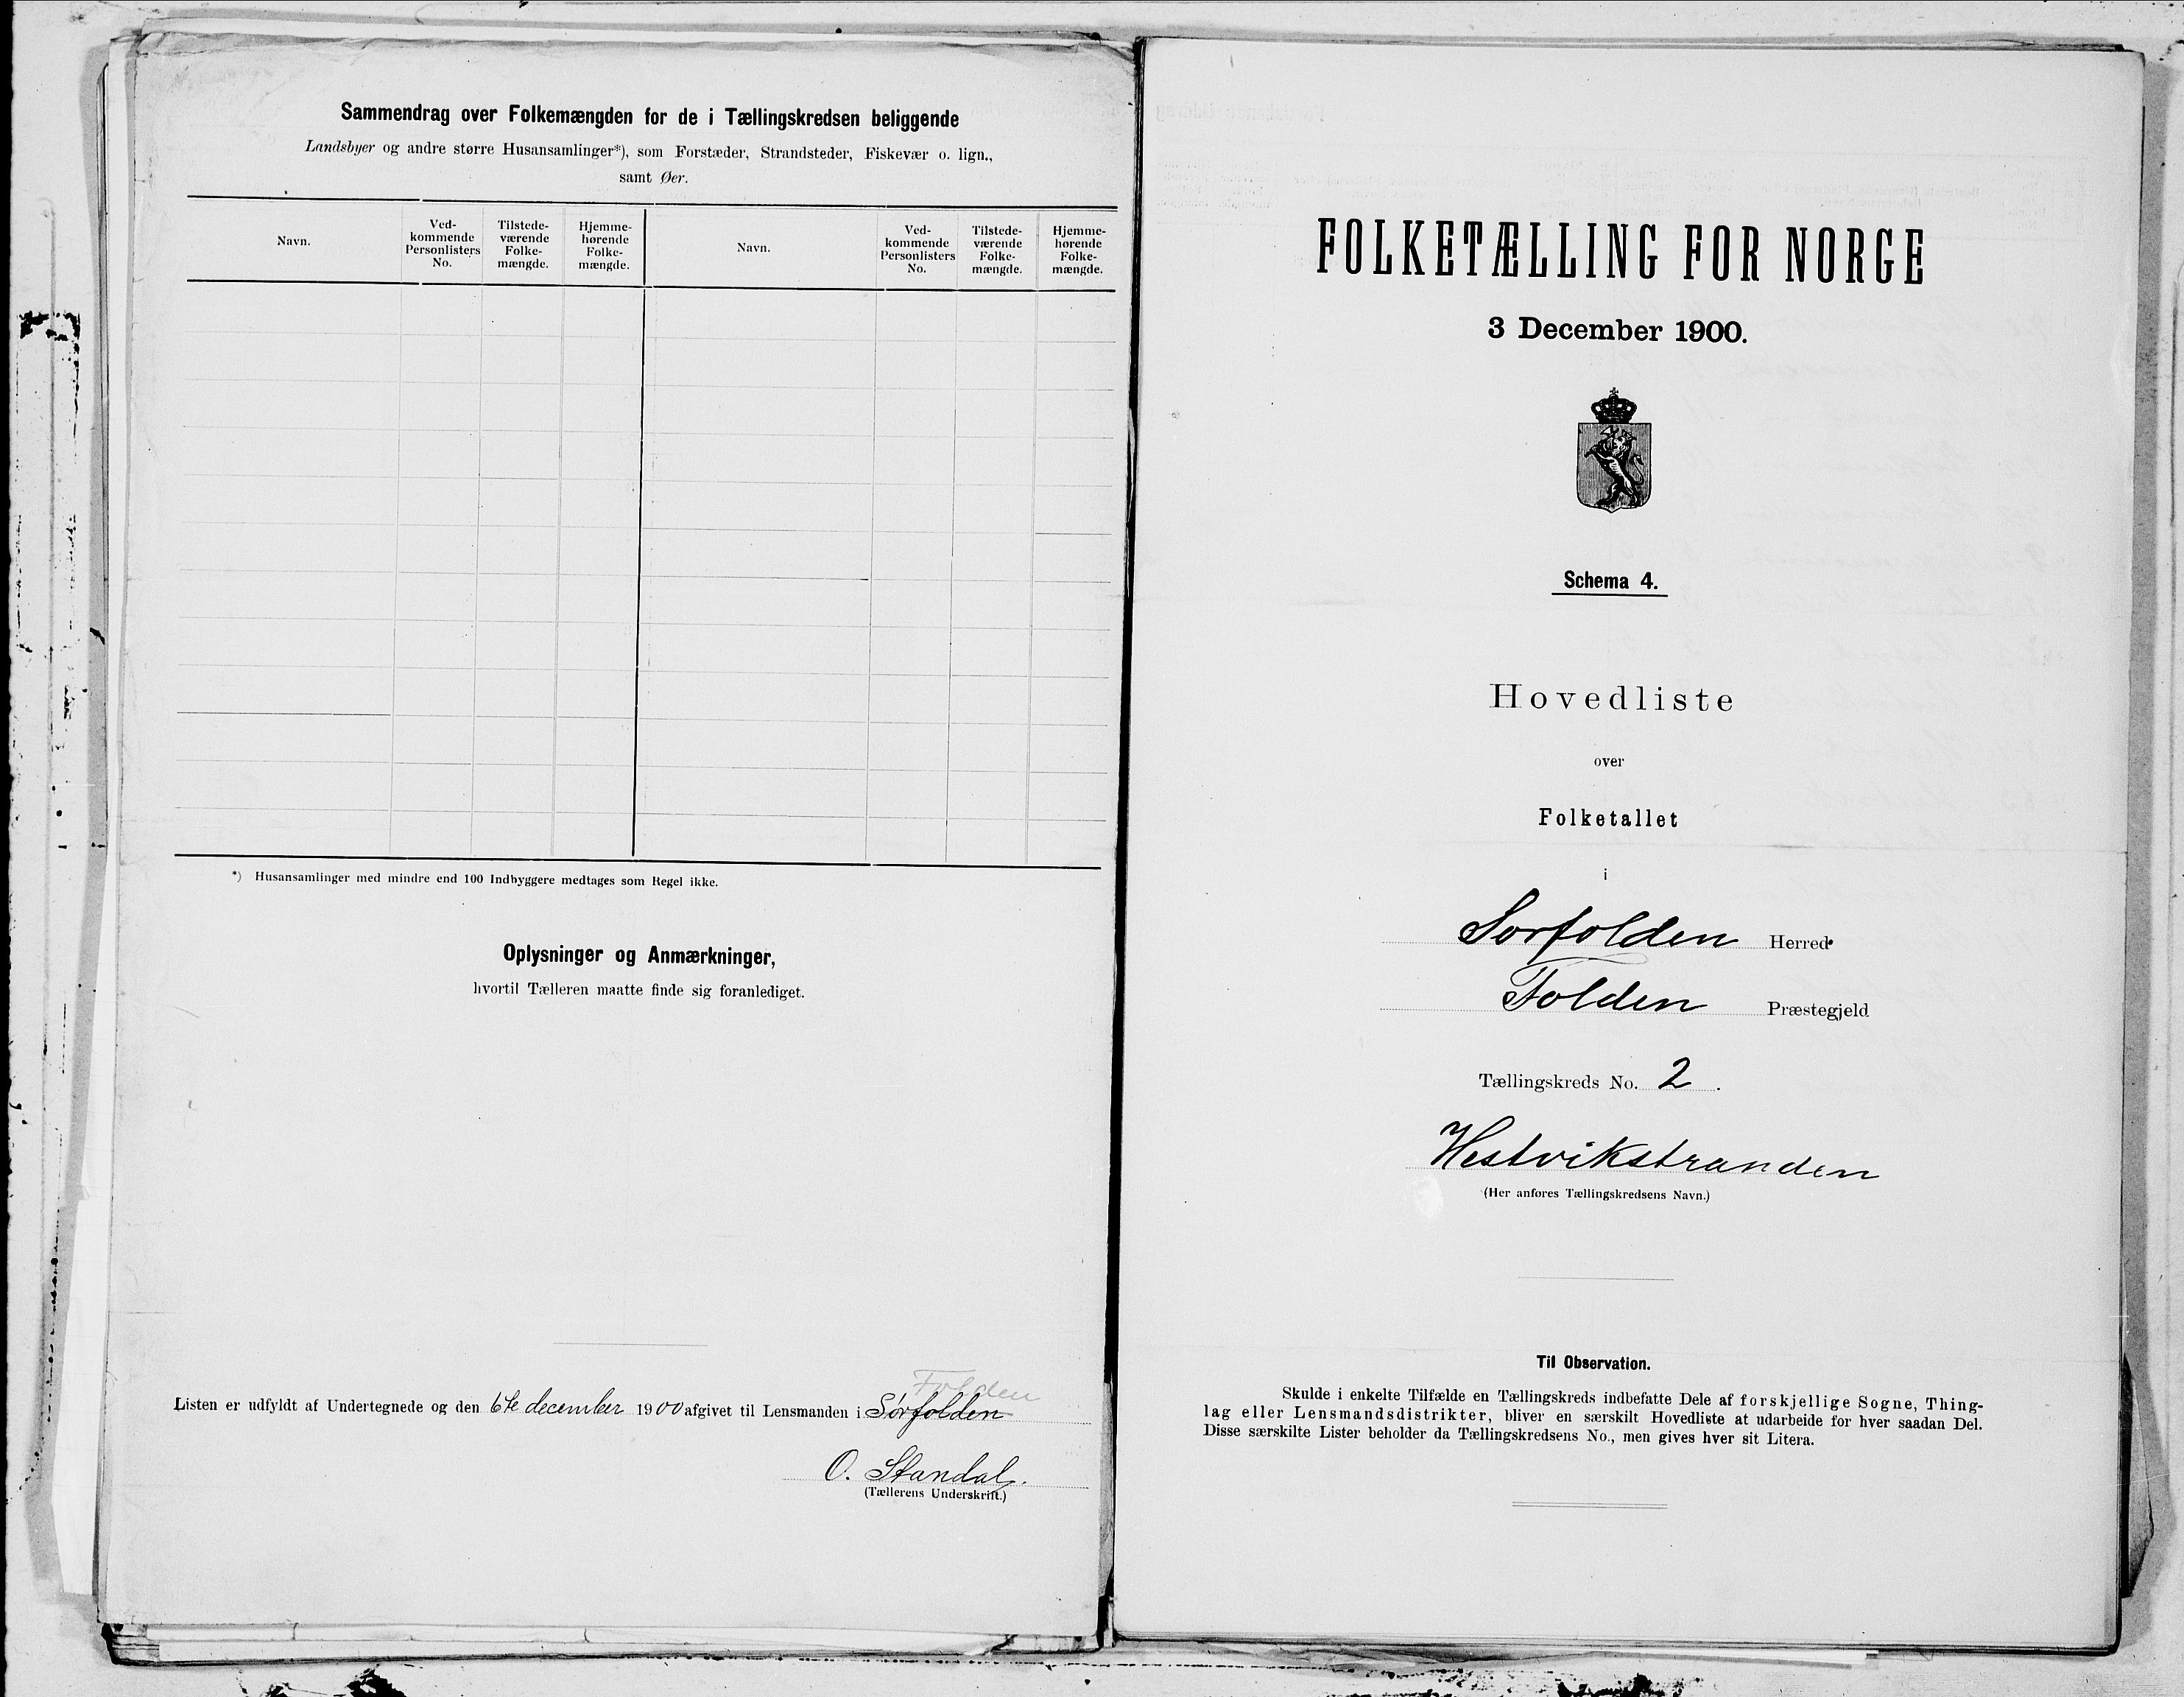 Sammendrag over Folkemængden for de i Tællingskredsen beliggende
Landsbyer og andre større Husansamlinger*), som Forstæder, Strandsteder, Fiskevær o. lign.,
samt Øer.
Navn.
Ved-
kommende
Personlisters
No.
Tilstede-
værende
Folke-
mængde.
Hjemme-
hørende
Folke-
mængde.
Navn.
Ved-
kommende
Personlisters
No.
Tilstede-
værende
Folke-
mængde.
Hjemme-
hørende
Folke-
mængde.
*) Husansamlinger med mindre end 100 Indbyggere medtages som Regel ikke.
Oplysninger og Anmærkninger,
hvortil Tælleren maatte finde sig foranlediget.
Folden
Listen er udfyldt af Undertegnede og den 6te december 1900 afgivet til Lensmanden i Sørfolden
O. Standal.
(Tællerens Underskrift.)
FOLKETÆLLING FOR NORGE
3 December 1900.
Schema 4.
Hovedliste
over
Folketallet
i
Sørfolden Herred
Folden Præstegjeld
Tællingskreds No. 2.
Hestvikstranden
(Her anføres Tællingskredsens Navn.)
Til Observation.
Skulde i enkelte Tilfælde en Tællingskreds indbefatte Dele af forskjellige Sogne, Thing-
lag eller Lensmandsdistrikter, bliver en særskilt Hovedliste at udarbeide for hver saadan Del.
Disse særskilte Lister beholder da Tællingskredsens No., men gives hver sit Litera.